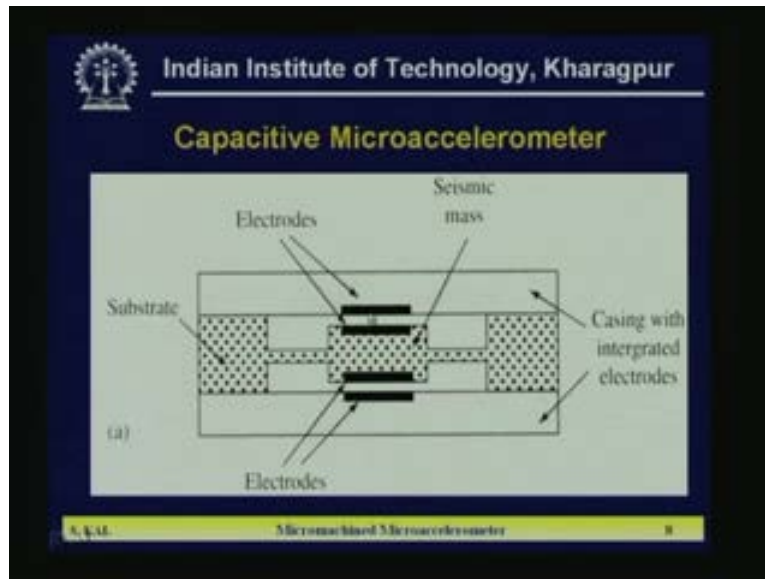 Indian Institute of Technology, Kharagpur
Capacitive Microaccelerometer
Seismic
mass
Electrodes
Substrate
Casing with
intergrated
electrodes
(a)
Electrodes
S. KAL
Micromachined Microaccelerometer
8